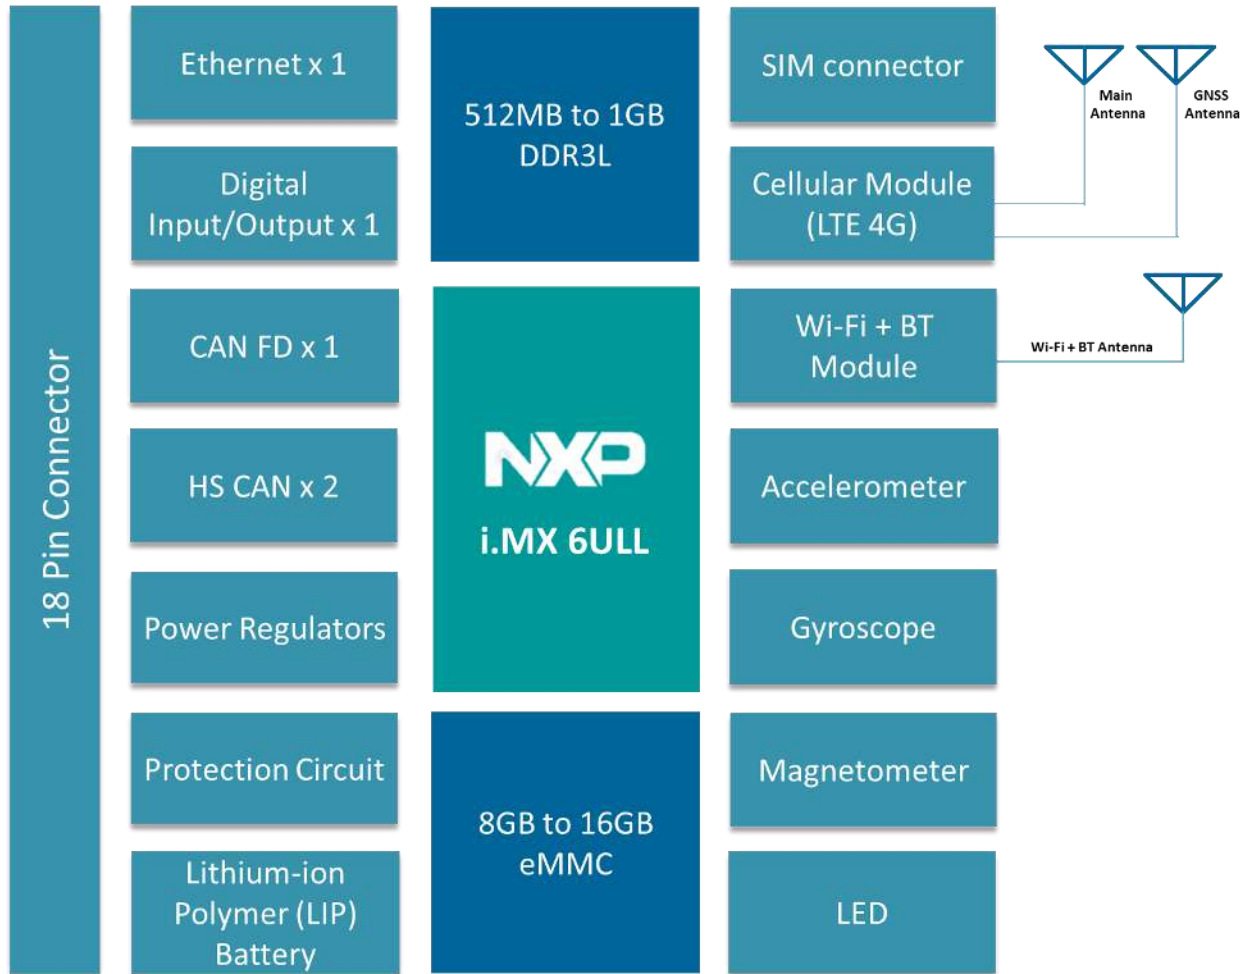 18 Pin Connector
Ethernet x 1
Digital
Input/Output x 1
CAN FD x 1
HS CAN x 2
Power Regulators
Protection Circuit
Lithium-ion
Polymer (LIP)
Battery
512MB to 1GB
DDR3L
NXP
i.MX 6ULL
8GB to 16GB
eMMC
SIM connector
Cellular Module
(LTE 4G)
Wi-Fi + BT
Module
Accelerometer
Gyroscope
Magnetometer
LED
Main
Antenna
GNSS
Antenna
Wi-Fi + BT Antenna